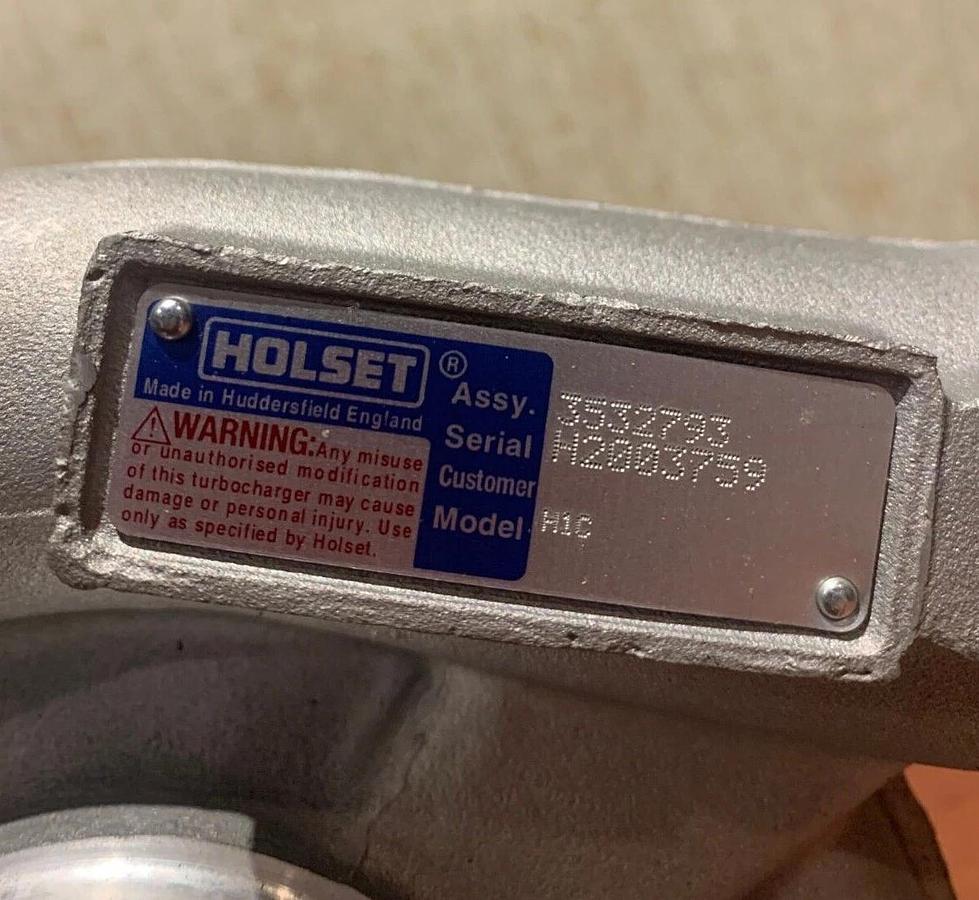 HOLSET ®
Made in Huddersfield England
WARNING: Any misuse
or unauthorised modification
of this turbocharger may cause
damage or personal injury. Use
only as specified by Holset.
Assy. 3532793
Serial H2003759
Customer
Model H1C